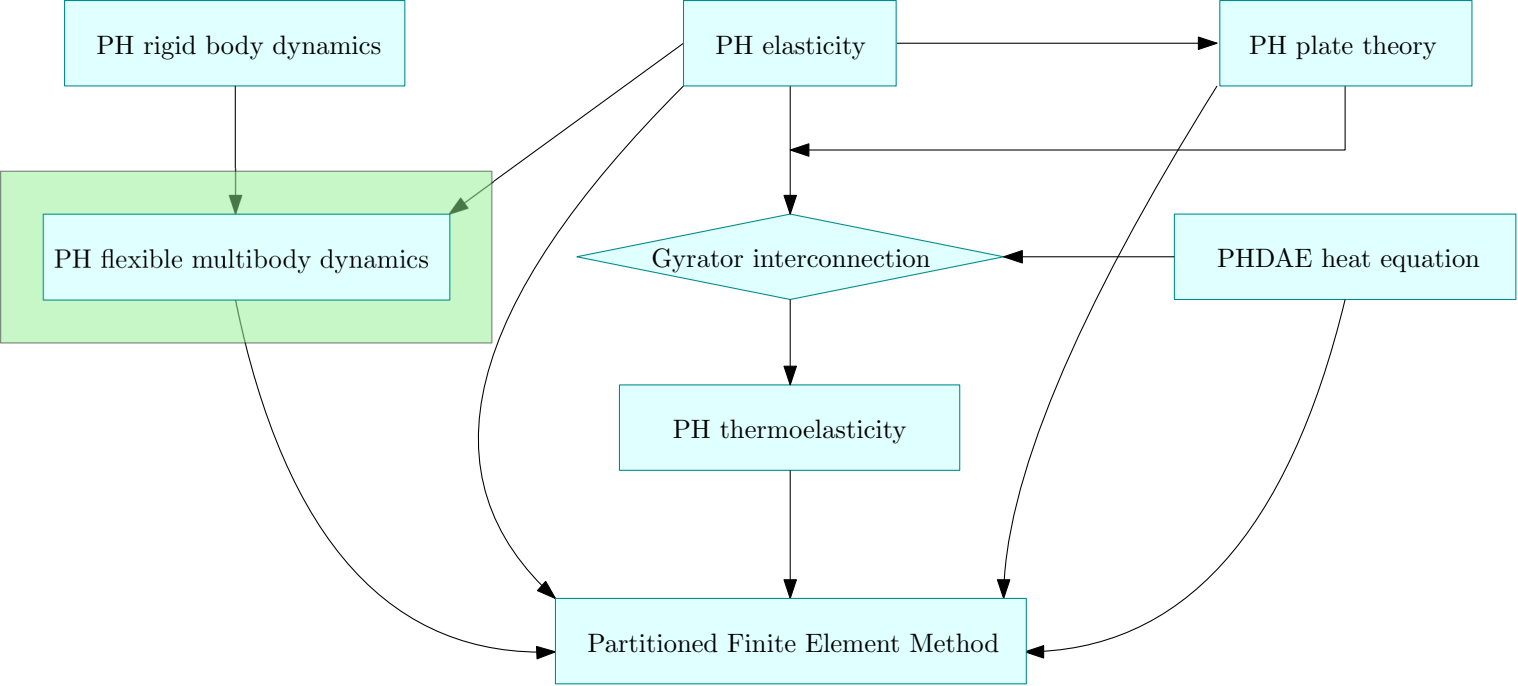 PH rigid body dynamics
PH elasticity
PH plate theory
PH flexible multibody dynamics
Gyrator interconnection
PHDAE heat equation
PH thermoelasticity
Partitioned Finite Element Method